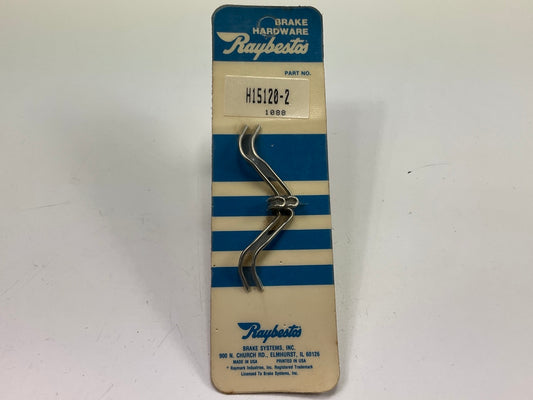 BRAKE
HARDWARE
Raybestos
PART NO.
H15120-2
1088
Raybestos
BRAKE SYSTEMS, INC.
900 N. CHURCH RD., ELMHURST, IL 60126
MADE IN USA PRINTED IN USA
® Raymark Industries, Inc. Registered Trademark
Licensed To Brake Systems, Inc.